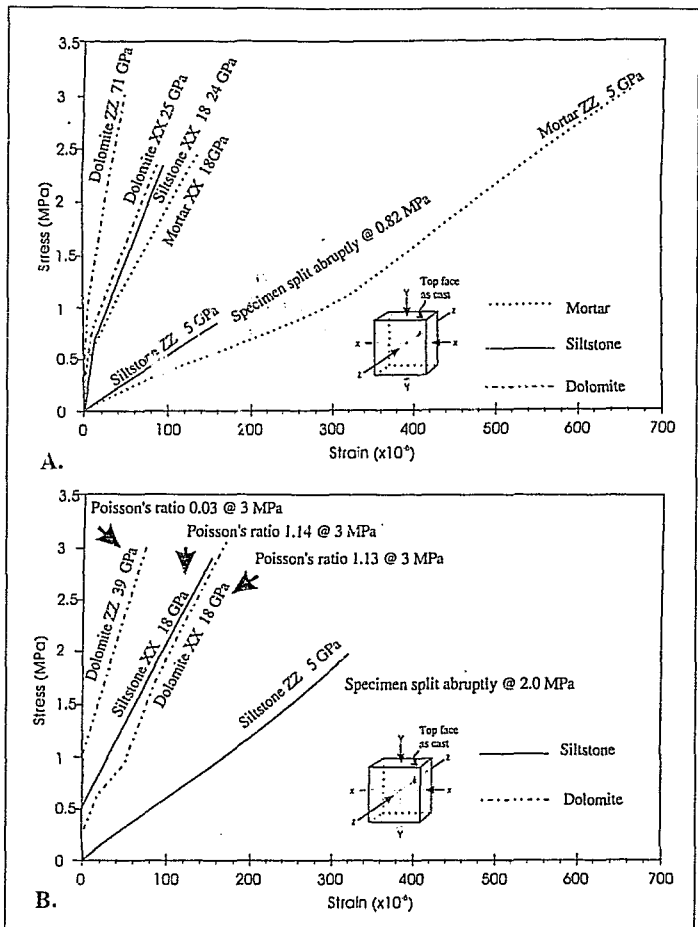 3.5
3
2.5
2
1.5
1
0.5
0
Srress (MPa)
Dolomite ZZ 71 GPa
Dolomite XX 25 GPa
Siltstone XX 18 24 GPa
Mortar XX 18GPa
Mortar ZZ 5 GPa
Siltstone ZZ 5 GPa
Specimen split abruptly @ 0.82 MPa
Top face
as cast
Y
z
x
x
z
Y
Mortar
Siltstone
Dolomite
0 100 200 300 400 500 600 700
Strain (x10⁻⁶)
A.
3.5
3
2.5
2
1.5
1
0.5
0
Stress (MPa)
Poisson's ratio 0.03 @ 3 MPa
Poisson's ratio 1.14 @ 3 MPa
Poisson's ratio 1.13 @ 3 MPa
Dolomite ZZ 39 GPa
Siltstone XX 18 GPa
Dolomite XX 18 GPa
Siltstone ZZ 5 GPa
Specimen split abruptly @ 2.0 MPa
Top face
as cast
Y
z
x
x
z
Y
Siltstone
Dolomite
0 100 200 300 400 500 600 700
Strain (x10⁻⁶)
B.